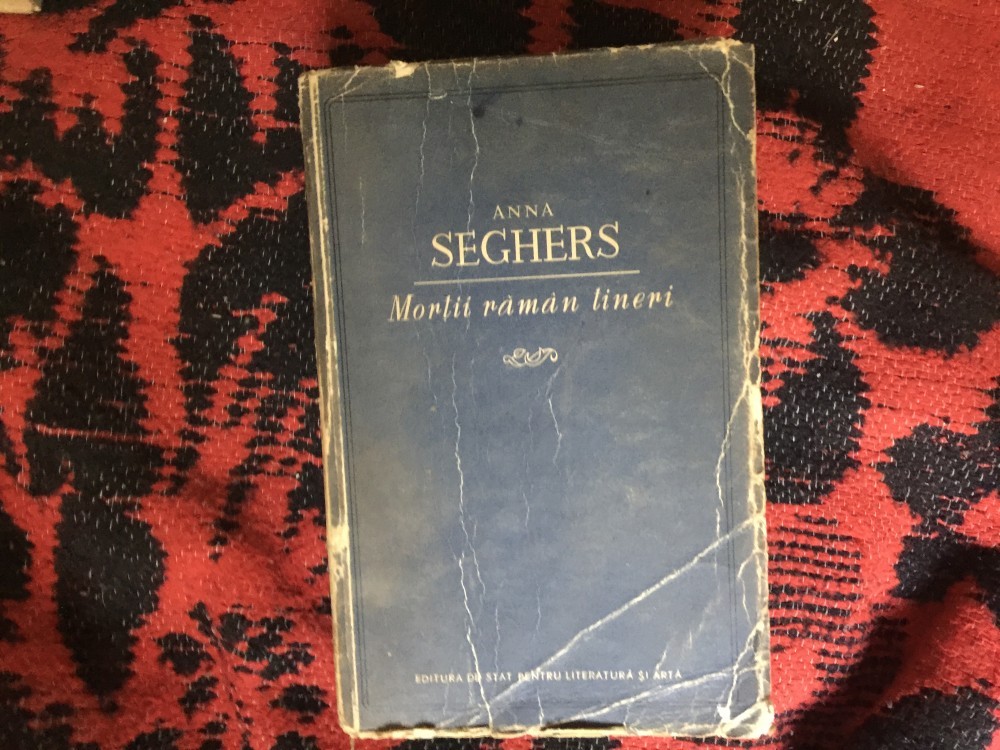 ANNA
SEGHERS
Morții rămân tineri
EDITURA DE STAT PENTRU LITERATURĂ ȘI ARTĂ